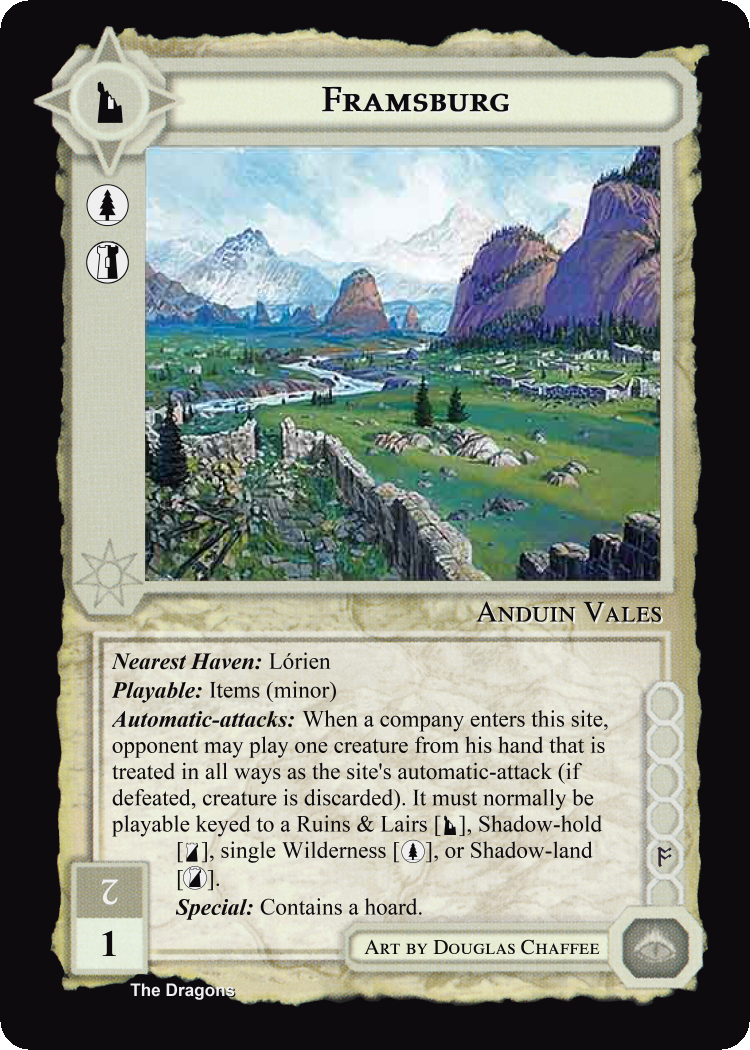 Framsburg
Anduin Vales
Nearest Haven: Lórien
Playable: Items (minor)
Automatic-attacks: When a company enters this site,
opponent may play one creature from his hand that is
treated in all ways as the site's automatic-attack (if
defeated, creature is discarded). It must normally be
playable keyed to a Ruins & Lairs [], Shadow-hold
[], single Wilderness [], or Shadow-land
[].
Special: Contains a hoard.
2
1
Art by Douglas Chaffee
The Dragons